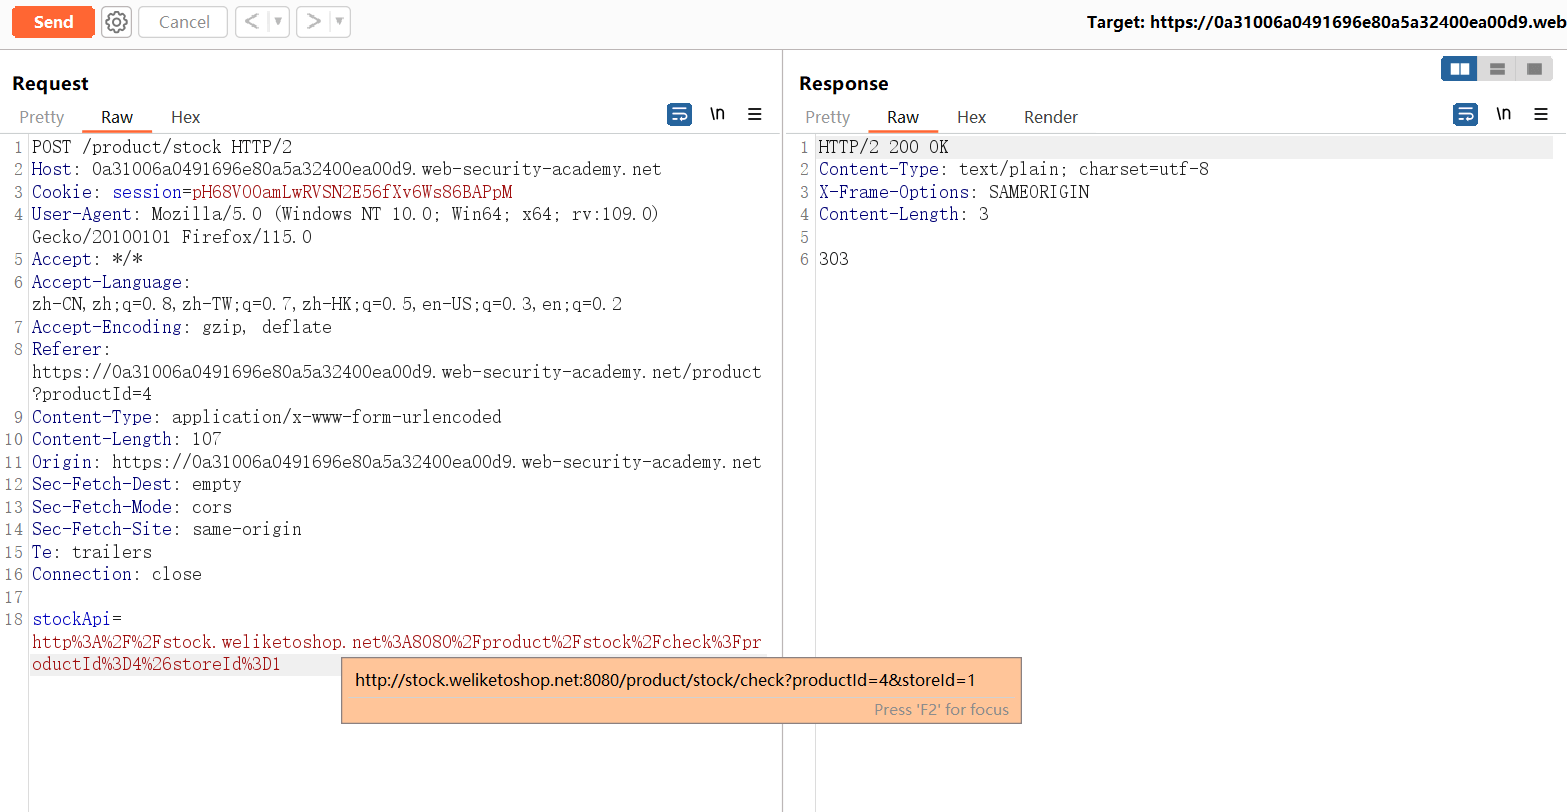 Send Cancel < ▼ > ▼ Target: https://0a31006a0491696e80a5a32400ea00d9.web
Request
Pretty Raw Hex \n
1 POST /product/stock HTTP/2
2 Host: 0a31006a0491696e80a5a32400ea00d9.web-security-academy.net
3 Cookie: session=pH68VOOamLwRVSN2E56fXv6Ws86BAPpM
4 User-Agent: Mozilla/5.0 (Windows NT 10.0; Win64; x64; rv:109.0)
Gecko/20100101 Firefox/115.0
5 Accept: */*
6 Accept-Language:
zh-CN,zh;q=0.8,zh-TW;q=0.7,zh-HK;q=0.5,en-US;q=0.3,en;q=0.2
7 Accept-Encoding: gzip, deflate
8 Referer:
https://0a31006a0491696e80a5a32400ea00d9.web-security-academy.net/product
?productId=4
9 Content-Type: application/x-www-form-urlencoded
10 Content-Length: 107
11 Origin: https://0a31006a0491696e80a5a32400ea00d9.web-security-academy.net
12 Sec-Fetch-Dest: empty
13 Sec-Fetch-Mode: cors
14 Sec-Fetch-Site: same-origin
15 Te: trailers
16 Connection: close
17
18 stockApi=
http%3A%2F%2Fstock.weliketoshop.net%3A8080%2Fproduct%2Fstock%2Fcheck%3Fpr
oductId%3D4%26storeId%3D1
http://stock.weliketoshop.net:8080/product/stock/check?productId=4&storeId=1
Press 'F2' for focus
Response
Pretty Raw Hex Render \n
1 HTTP/2 200 OK
2 Content-Type: text/plain; charset=utf-8
3 X-Frame-Options: SAMEORIGIN
4 Content-Length: 3
5
6 303